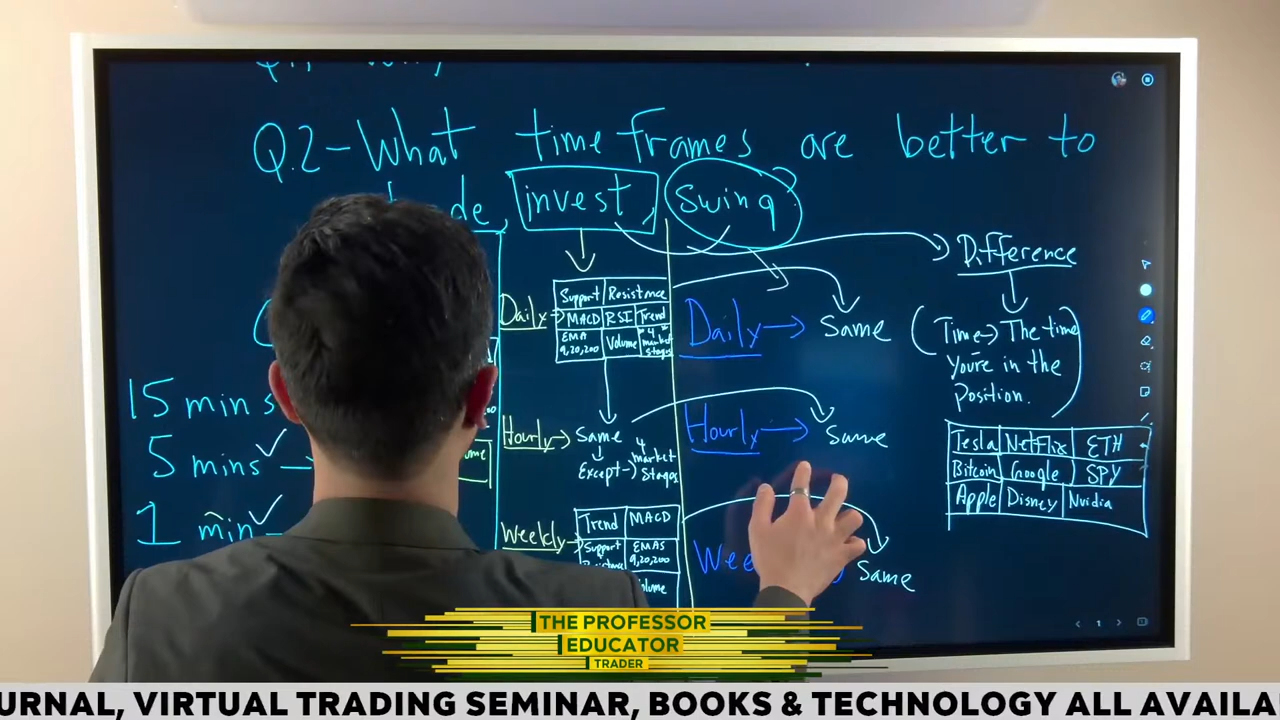 Q.2-What time frames are better to
de, invest, Swing?
Difference
Time → The time
you're in the
Position.
Daily → Support Resistance
MACD RSI Trend
EMA 9,20,200 Volume *4 market stages*
Daily → Same
15 mins
5 mins ✓ →
1 min ✓
Hourly → Same
Except → 4 market Stages
Hourly → Same
Tesla Netflix ETH
Bitcoin Google SPY
Apple Disney Nvidia
Weekly → Trend MACD
Support EMAS 9,20,200
Volume
Wee Same
1
THE PROFESSOR
EDUCATOR
TRADER
URNAL, VIRTUAL TRADING SEMINAR, BOOKS & TECHNOLOGY ALL AVAILA